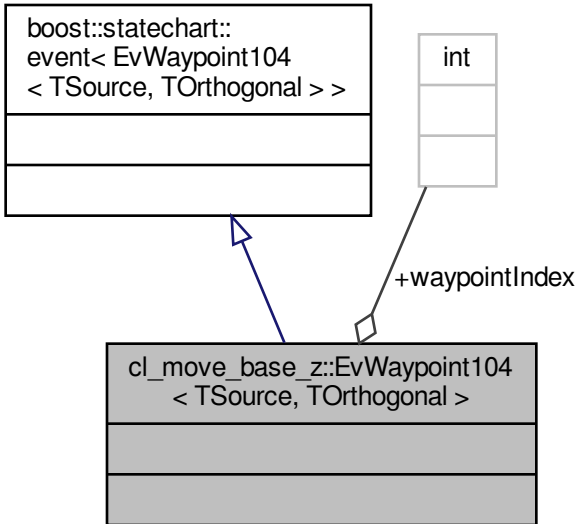 boost::statechart::
event< EvWaypoint104
< TSource, TOrthogonal > >
int
+waypointIndex
cl_move_base_z::EvWaypoint104
< TSource, TOrthogonal >